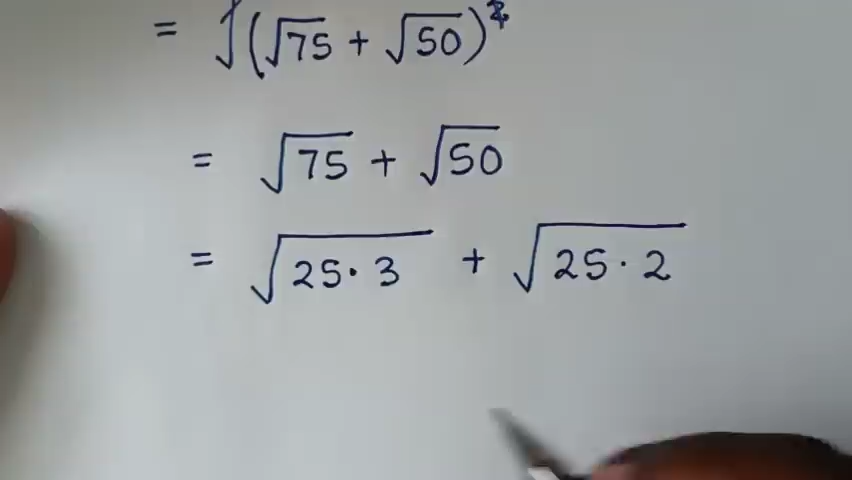 = √(√75 + √50)²
= √75 + √50
= √25·3 + √25·2